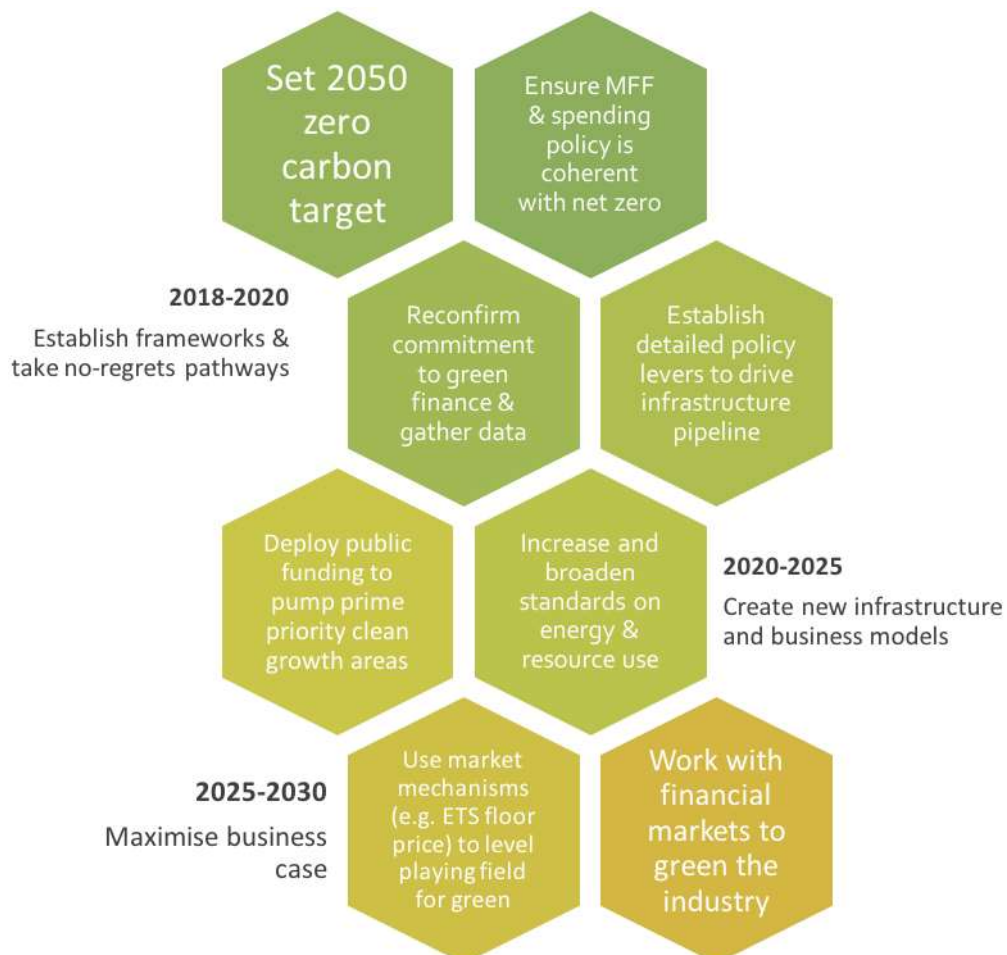 Set 2050
zero
carbon
target
Ensure MFF
& spending
policy is
coherent
with net zero
2018-2020
Establish frameworks &
take no-regrets pathways
Reconfirm
commitment
to green
finance &
gather data
Establish
detailed policy
levers to drive
infrastructure
pipeline
Deploy public
funding to
pump prime
priority clean
growth areas
Increase and
broaden
standards on
energy &
resource use
2020-2025
Create new infrastructure
and business models
2025-2030
Maximise business
case
Use market
mechanisms
(e.g. ETS floor
price) to level
playing field
for green
Work with
financial
markets to
green the
industry